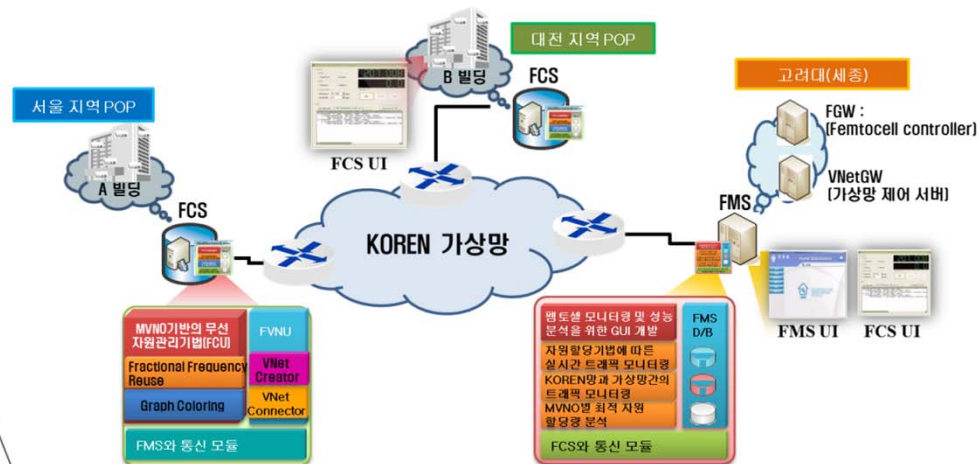 대전 지역 POP
B 빌딩
FCS
FCS UI
고려대(세종)
FGW :
(Femtocell controller)
VNetGW
(가상망 제어 서버)
서울 지역 POP
A 빌딩
FCS
FMS
KOREN 가상망
FMS UI
FCS UI
MVNO기반의 무선
자원관리기법(FCU)
Fractional Frequency
Reuse
Graph Coloring
FVNU
VNet
Creator
VNet
Connector
FMS와 통신 모듈
펨토셀 모니터링 및 성능
분석을 위한 GUI 개발
자원할당기법에 따른
실시간 트래픽 모니터링
KOREN망과 가상망간의
트래픽 모니터링
MVNO별 최적 자원
할당량 분석
FMS
D/B
FCS와 통신 모듈